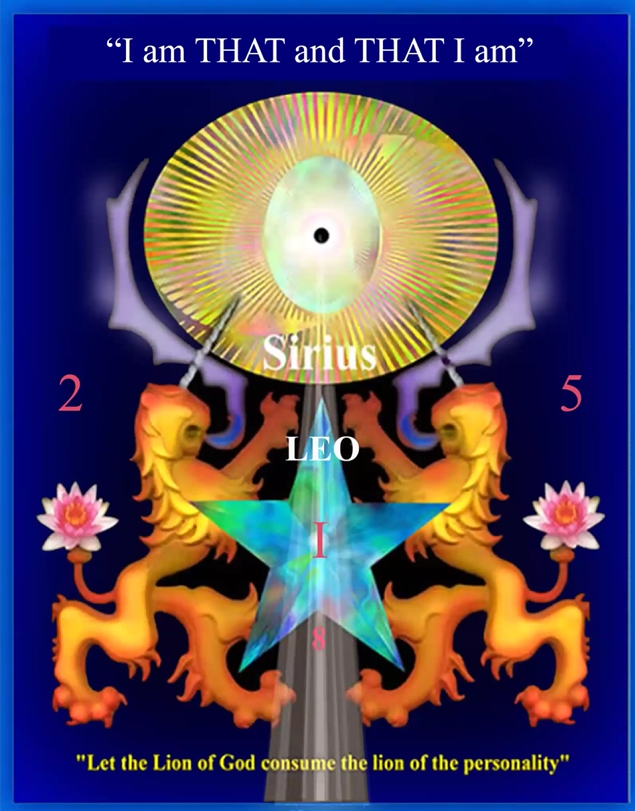 “I am THAT and THAT I am”
Sirius
2
5
LEO
I
8
"Let the Lion of God consume the lion of the personality"